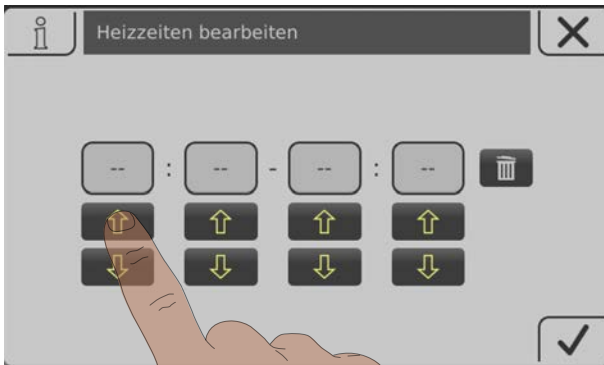 Heizzeiten bearbeiten
-- : -- - -- : --